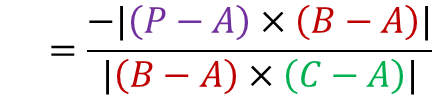 = −|(P − A) × (B − A)|
|(B − A) × (C − A)|